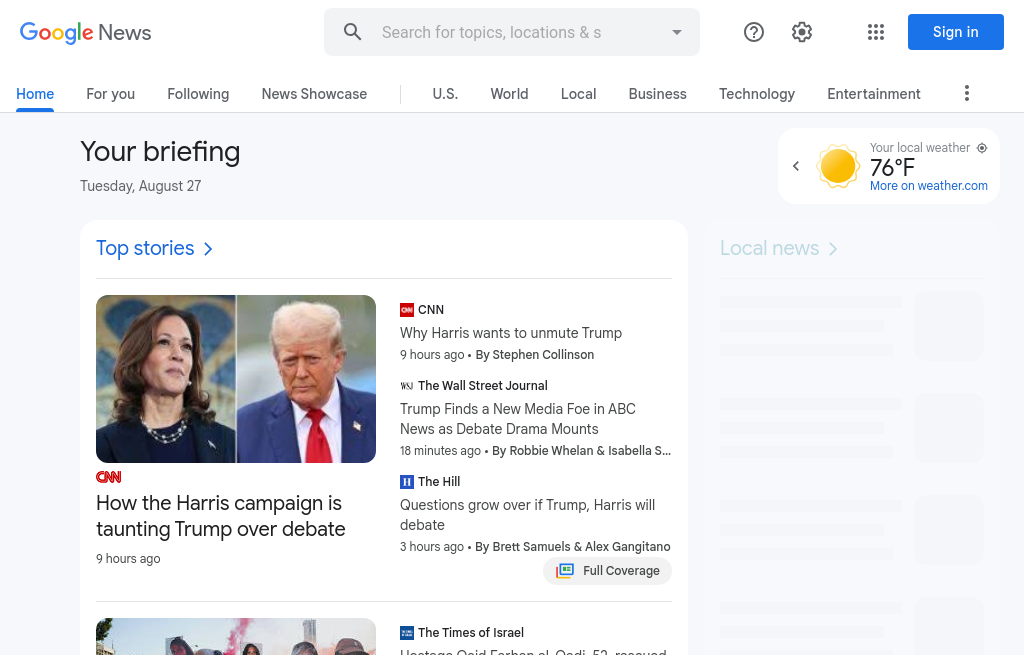 Google News
Search for topics, locations & s
Sign in
Home
For you
Following
News Showcase
U.S.
World
Local
Business
Technology
Entertainment
Your briefing
Tuesday, August 27
Your local weather
76°F
More on weather.com
Top stories
Local news
CNN
How the Harris campaign is
taunting Trump over debate
9 hours ago
CNN
Why Harris wants to unmute Trump
9 hours ago • By Stephen Collinson
WSJ The Wall Street Journal
Trump Finds a New Media Foe in ABC
News as Debate Drama Mounts
18 minutes ago • By Robbie Whelan & Isabella S...
H The Hill
Questions grow over if Trump, Harris will
debate
3 hours ago • By Brett Samuels & Alex Gangitano
Full Coverage
The Times of Israel